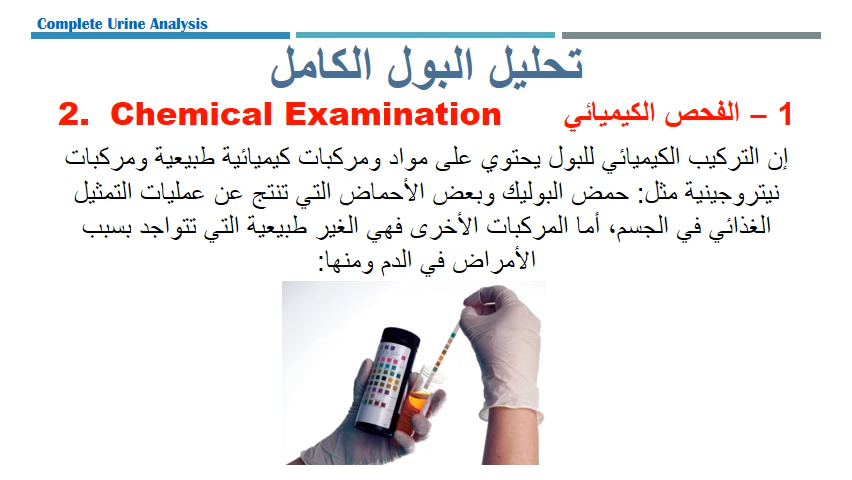 Complete Urine Analysis
تحليل البول الكامل
1 – الفحص الكيميائي
2. Chemical Examination
إن التركيب الكيميائي للبول يحتوي على مواد ومركبات كيميائية طبيعية ومركبات
نيتروجينية مثل: حمض البوليك وبعض الأحماض التي تنتج عن عمليات التمثيل
الغذائي في الجسم، أما المركبات الأخرى فهي الغير طبيعية التي تتواجد بسبب
الأمراض في الدم ومنها: